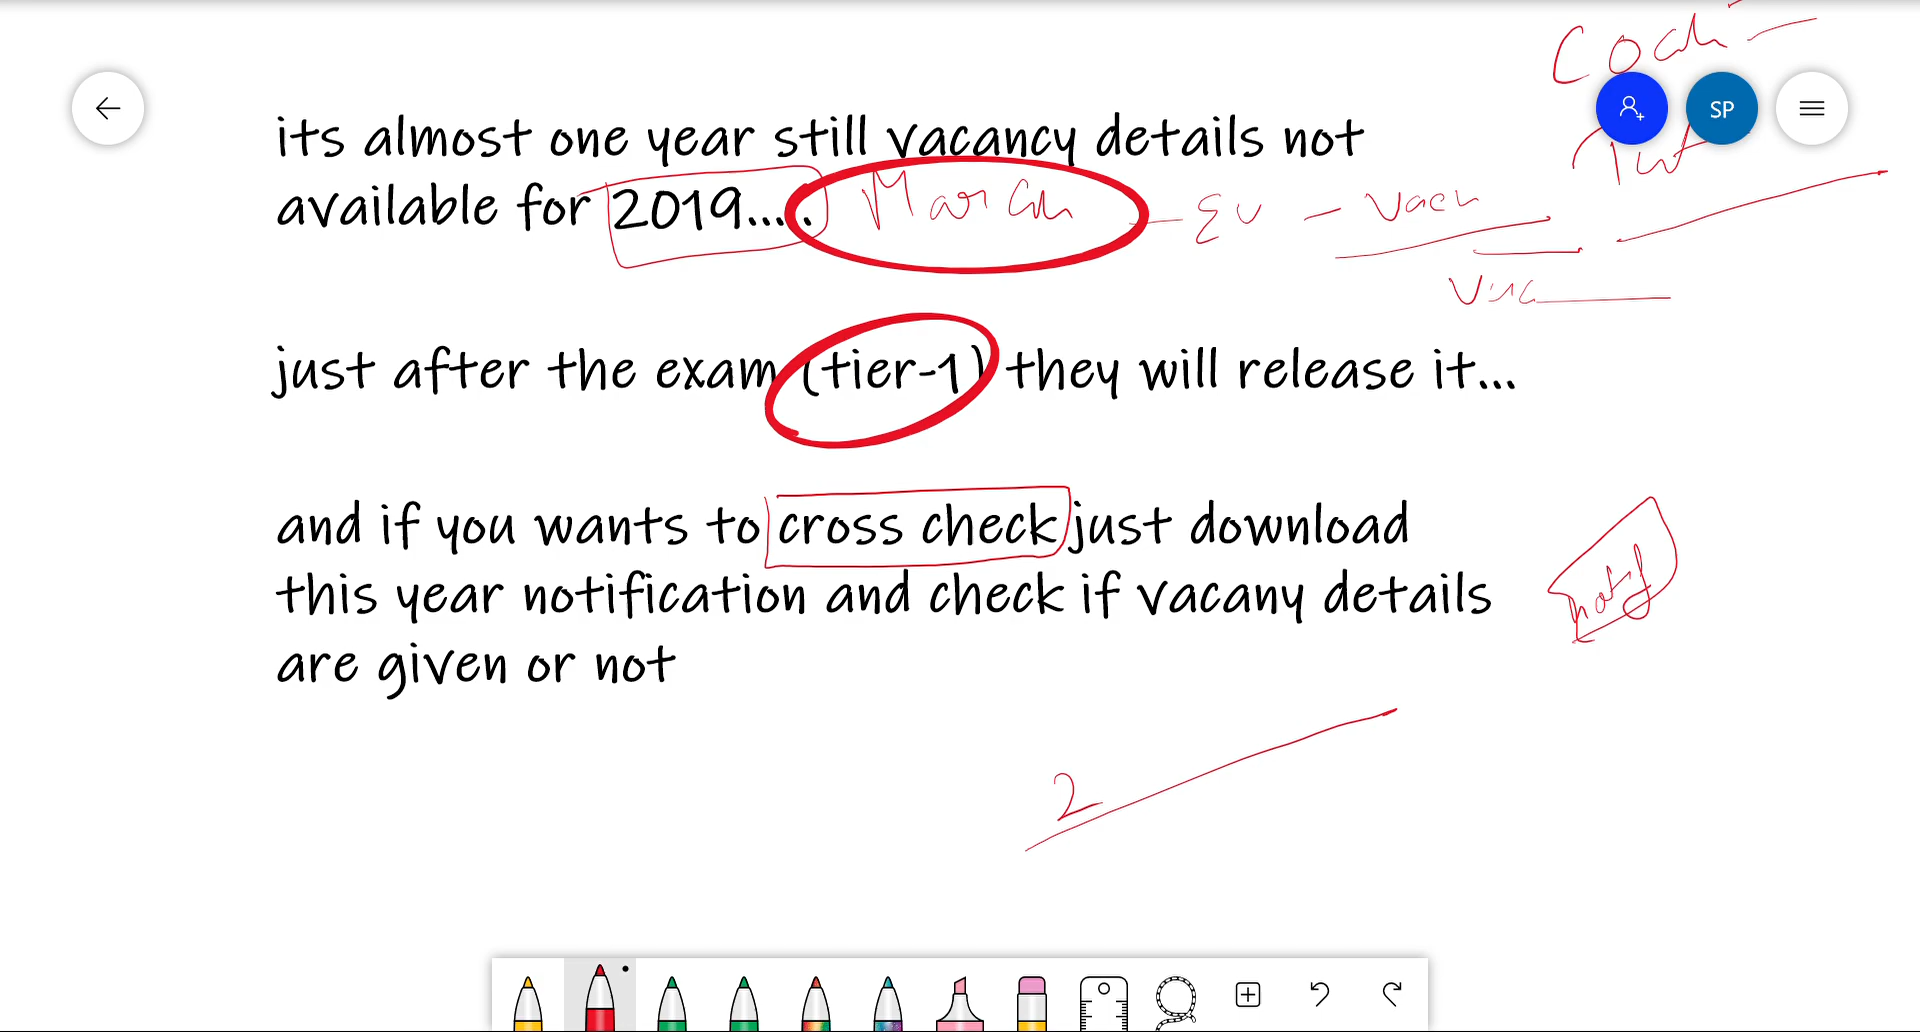 its almost one year still vacancy details not
available for 2019..... March
just after the exam (tier-1) they will release it...
and if you wants to cross check just download
this year notification and check if vacany details
are given or not
notif
2
SP